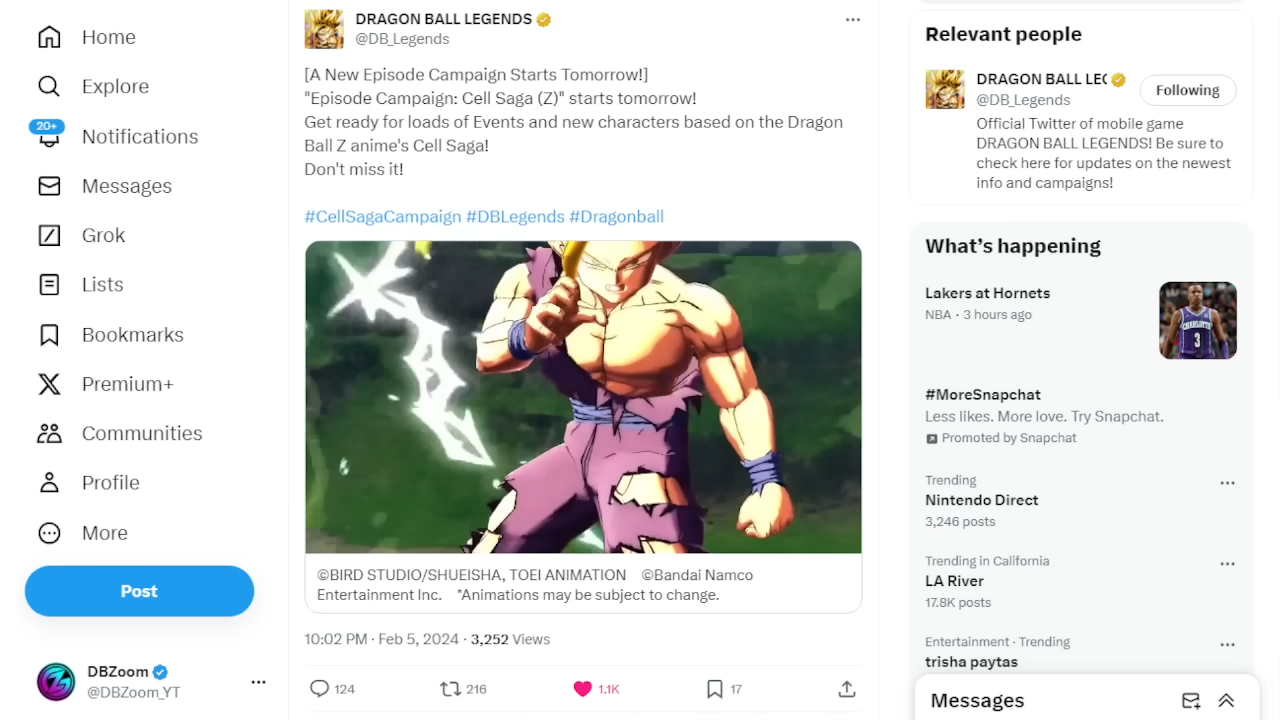 Home
Explore
20+
Notifications
Messages
Grok
Lists
Bookmarks
Premium+
Communities
Profile
More
Post
DBZoom
@DBZoom_YT
DRAGON BALL LEGENDS
@DB_Legends
[A New Episode Campaign Starts Tomorrow!]
"Episode Campaign: Cell Saga (Z)" starts tomorrow!
Get ready for loads of Events and new characters based on the Dragon
Ball Z anime's Cell Saga!
Don't miss it!
#CellSagaCampaign #DBLegends #Dragonball
©BIRD STUDIO/SHUEISHA, TOEI ANIMATION ©Bandai Namco
Entertainment Inc. *Animations may be subject to change.
10:02 PM · Feb 5, 2024 · 3,252 Views
124 216 1.1K 17
Relevant people
DRAGON BALL LEG
@DB_Legends
Following
Official Twitter of mobile game
DRAGON BALL LEGENDS! Be sure to
check here for updates on the newest
info and campaigns!
What's happening
Lakers at Hornets
NBA · 3 hours ago
CHARLOTTE
3
#MoreSnapchat
Less likes. More love. Try Snapchat.
Promoted by Snapchat
Trending
Nintendo Direct
3,246 posts
Trending in California
LA River
17.8K posts
Entertainment · Trending
trisha paytas
Messages